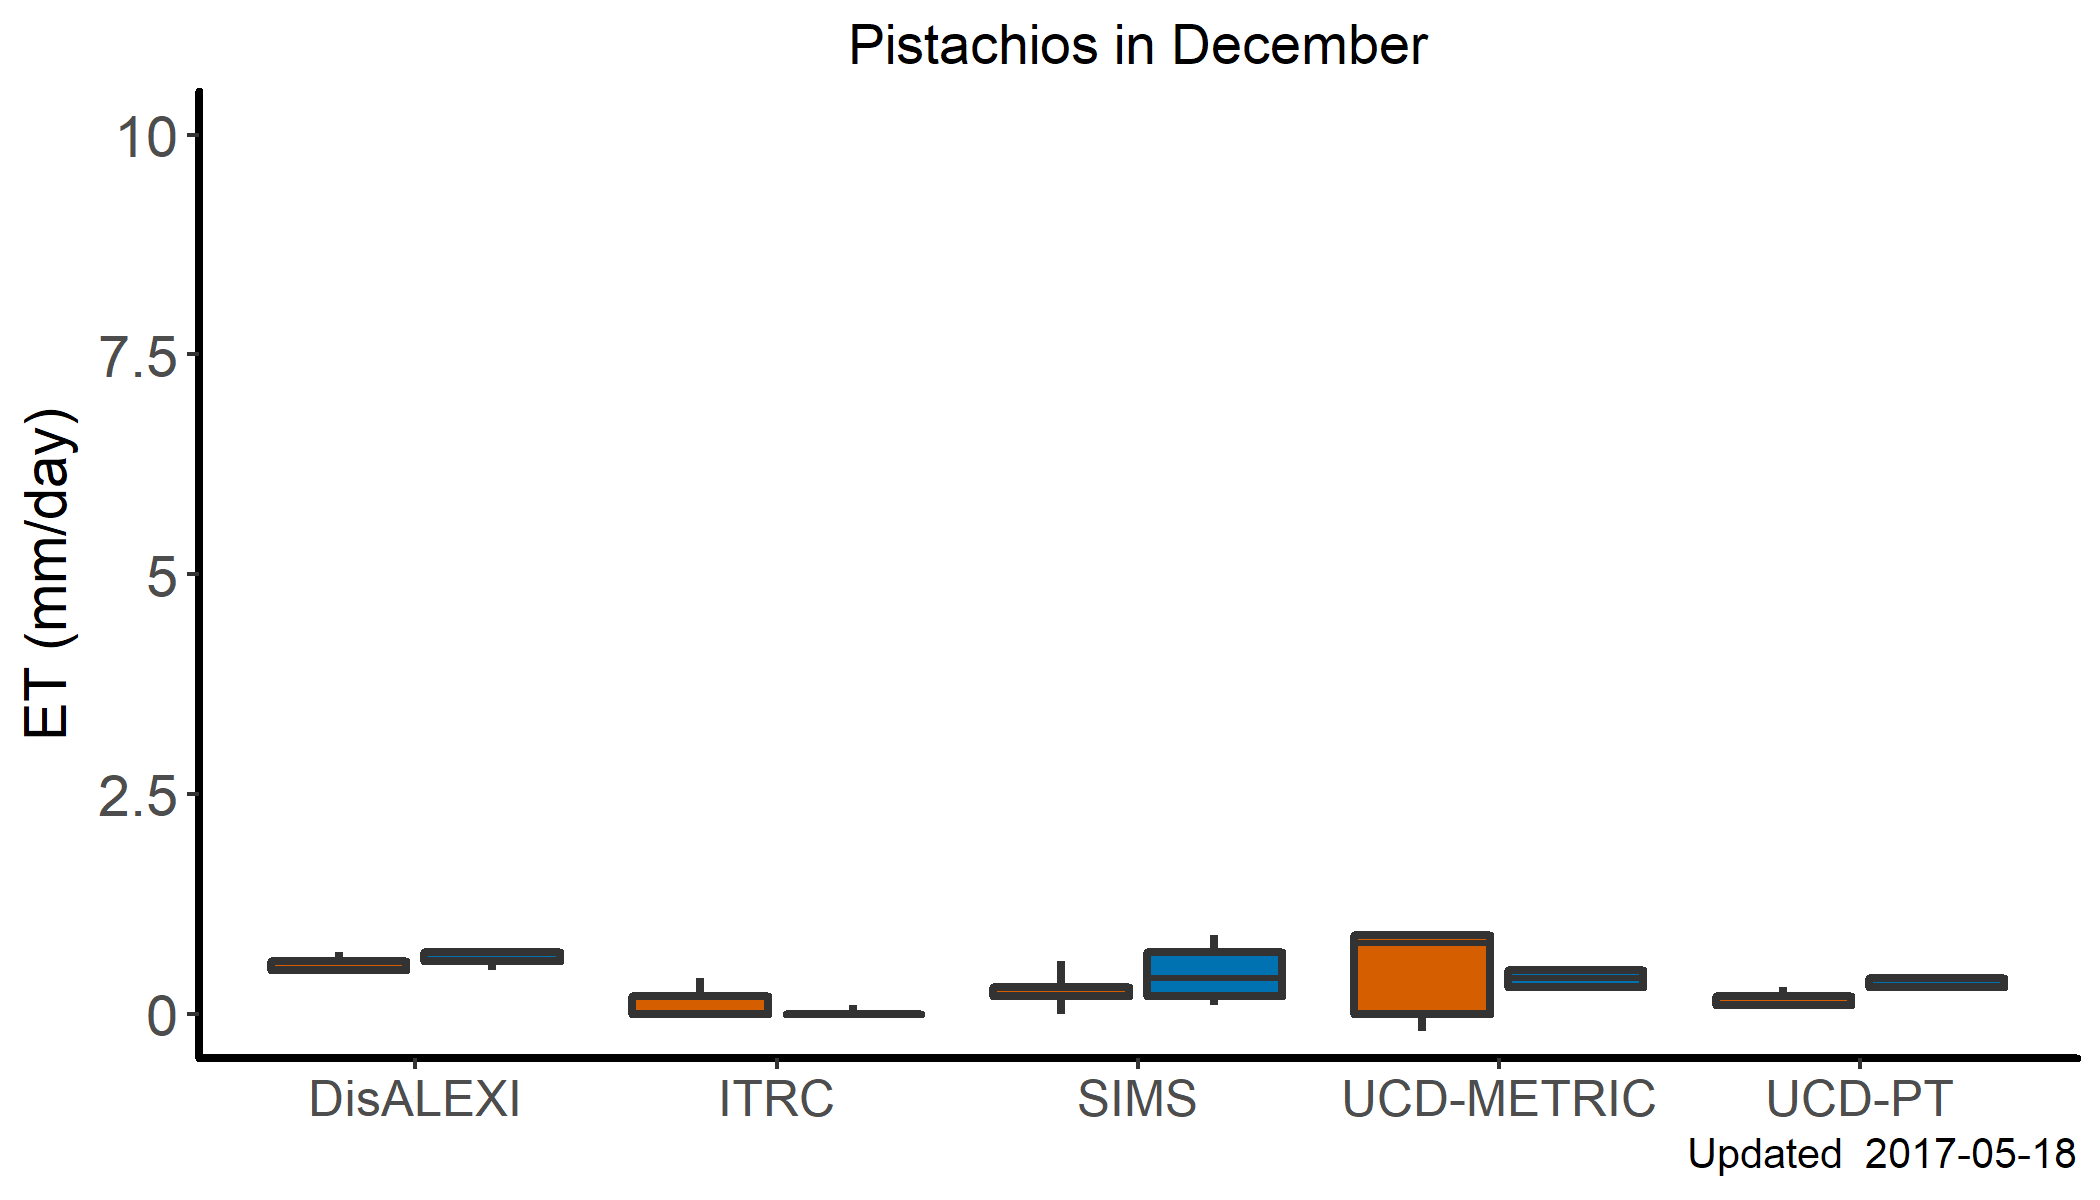 Pistachios in December
ET (mm/day)
10
7.5
5
2.5
0
DisALEXI ITRC SIMS UCD-METRIC UCD-PT
Updated 2017-05-18